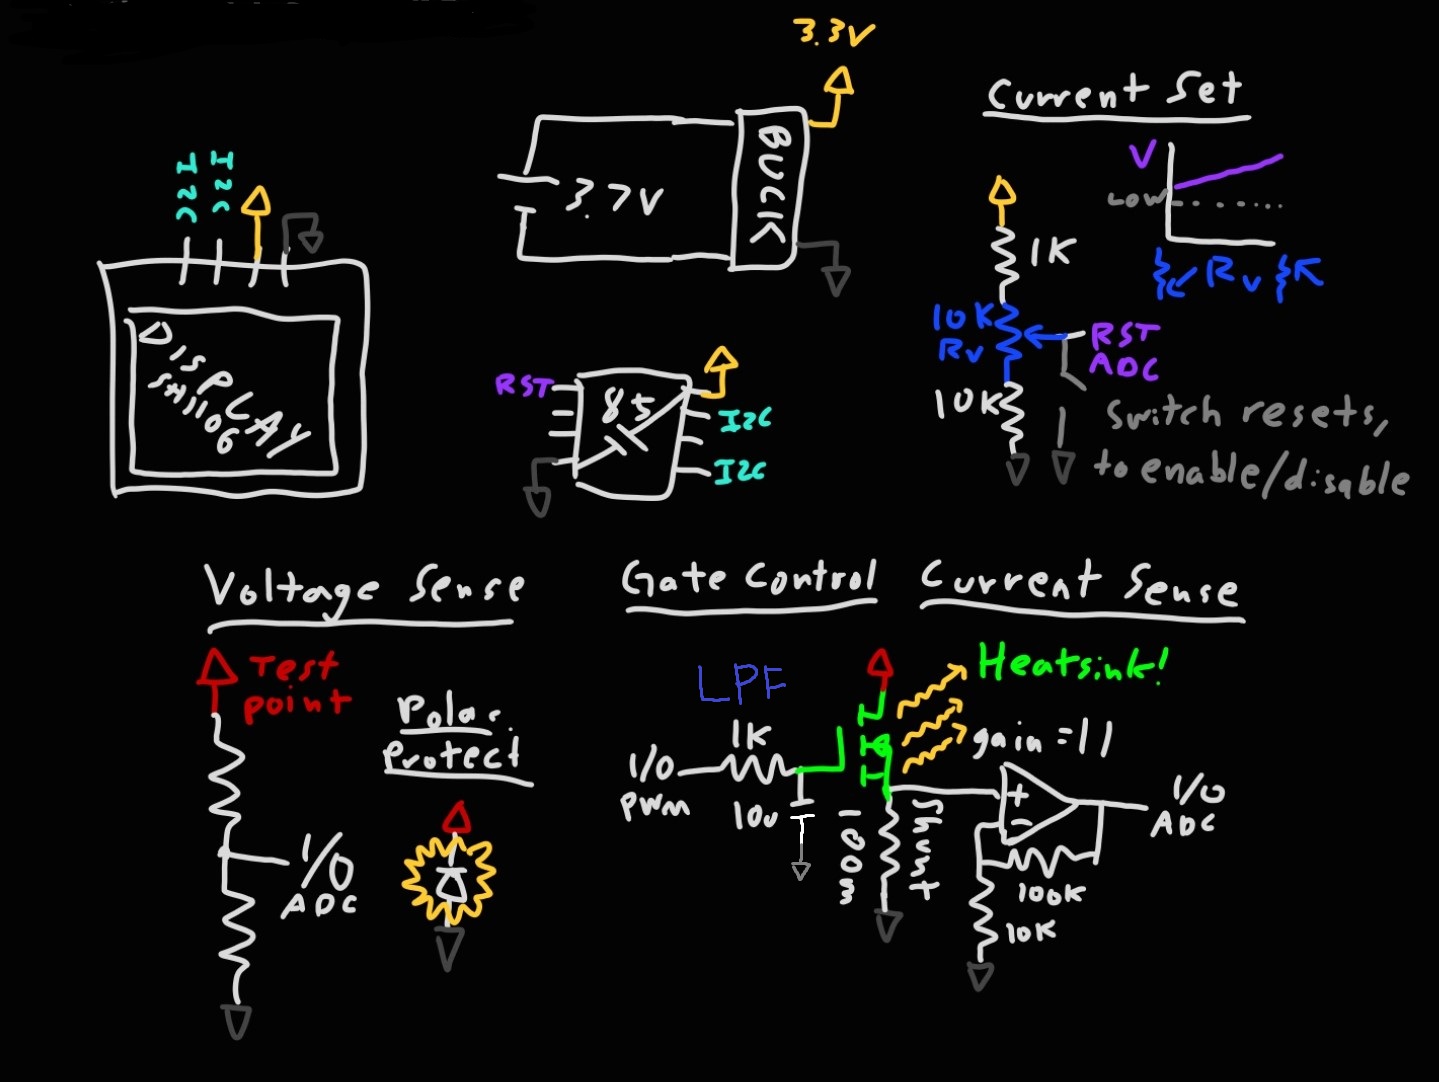 3.3V
Current Set
I2C
I2C
BUCK
3.7V
V
LOW
1K
Rv
K
10K
Rv
RST
ADC
DISPLAY
SH1106
RST
85
I2C
I2C
10K
Switch resets,
to enable/disable
Voltage Sense
Gate Control
Current Sense
Test
point
Polar.
Protect
LPF
Heatsink!
1K
gain = 11
I/O
PWM
10u
100m
Shunt
+
-
I/O
ADC
I/O
ADC
100K
10K